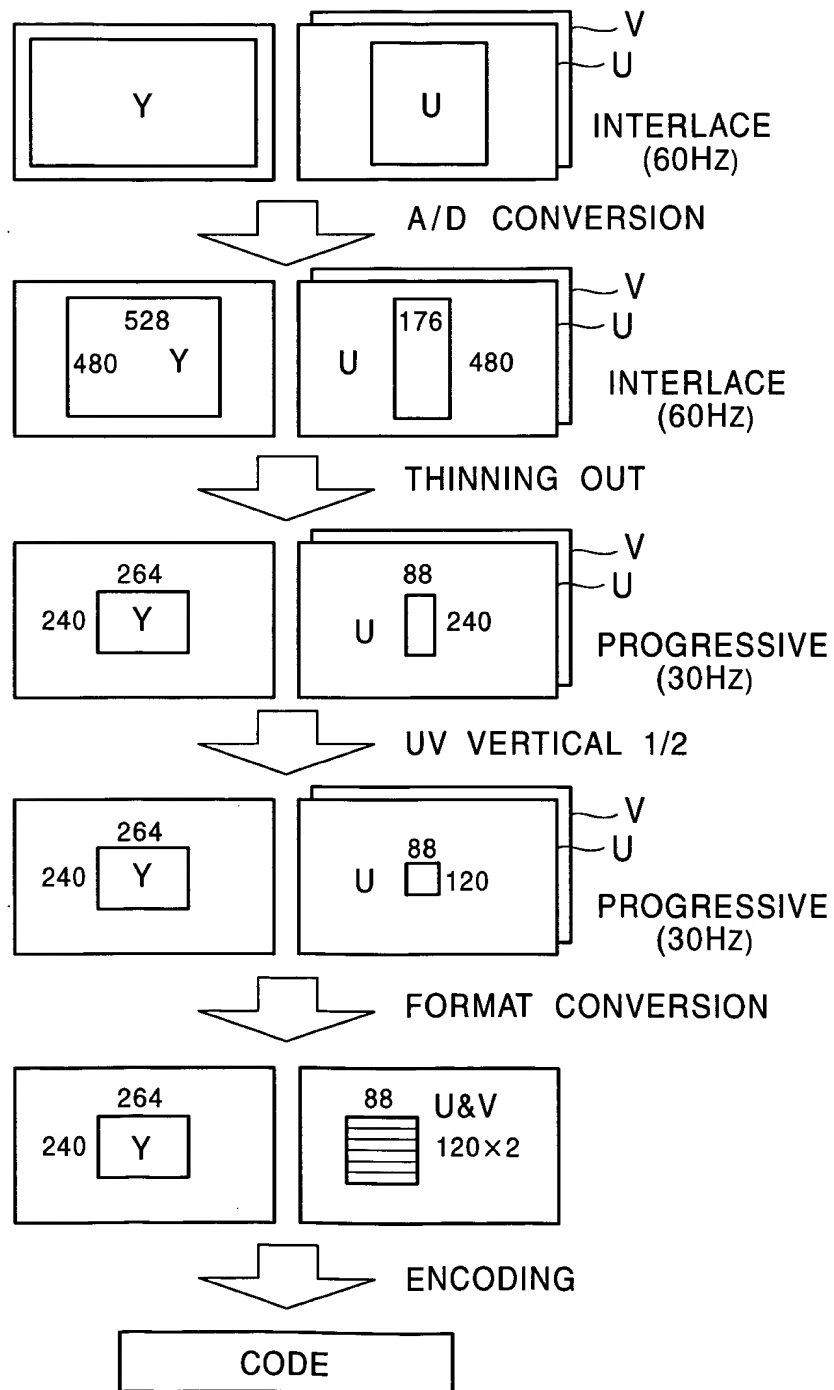 Y
U
V
U
INTERLACE
(60Hz)
A/D CONVERSION
528
480 Y
176
U 480
V
U
INTERLACE
(60Hz)
THINNING OUT
264
240 Y
88
U 240
V
U
PROGRESSIVE
(30Hz)
UV VERTICAL 1/2
264
240 Y
88
U 120
V
U
PROGRESSIVE
(30Hz)
FORMAT CONVERSION
264
240 Y
88 U&V
120×2
ENCODING
CODE